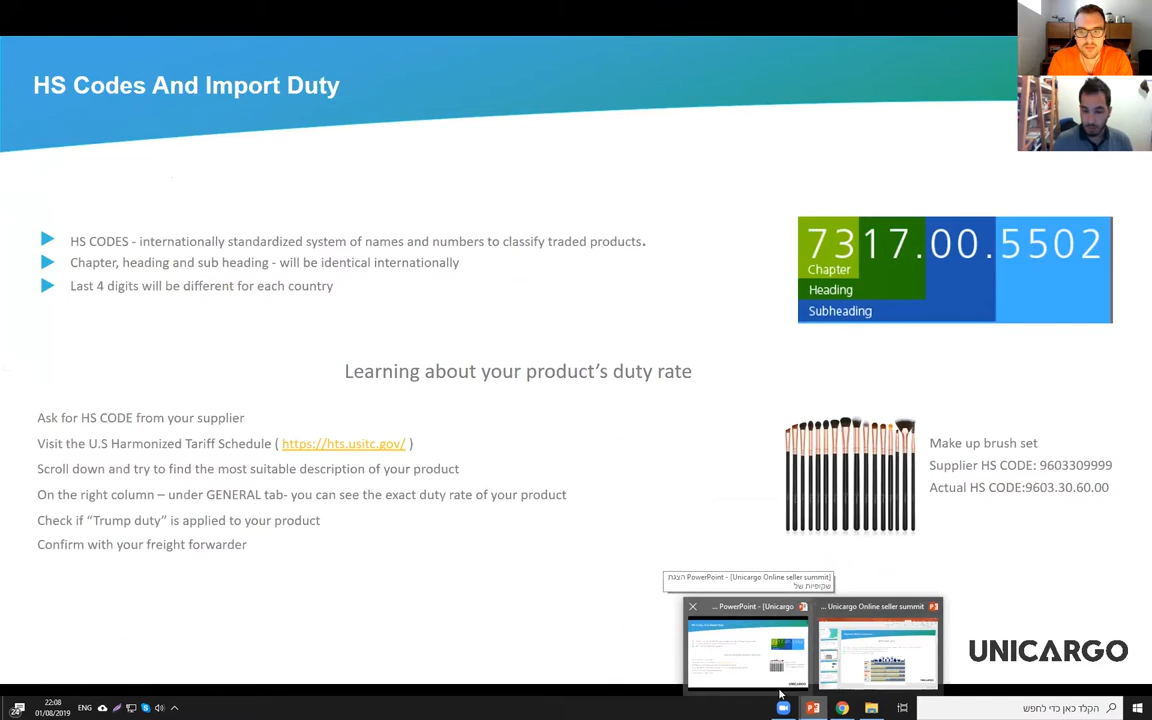 HS Codes And Import Duty
HS CODES - internationally standardized system of names and numbers to classify traded products.
Chapter, heading and sub heading - will be identical internationally
Last 4 digits will be different for each country
7317.00.5502
Chapter
Heading
Subheading
Learning about your product's duty rate
Ask for HS CODE from your supplier
Visit the U.S Harmonized Tariff Schedule ( https://hts.usitc.gov/ )
Scroll down and try to find the most suitable description of your product
On the right column – under GENERAL tab- you can see the exact duty rate of your product
Check if "Trump duty" is applied to your product
Confirm with your freight forwarder
Make up brush set
Supplier HS CODE: 9603309999
Actual HS CODE:9603.30.60.00
הצגת PowerPoint - [Unicargo Online seller summit]
שקופיות של
... PowerPoint - [Unicargo
... Unicargo Online seller summit
UNICARGO
22:08
ENG
01/08/2019
הקלד כאן כדי לחפש